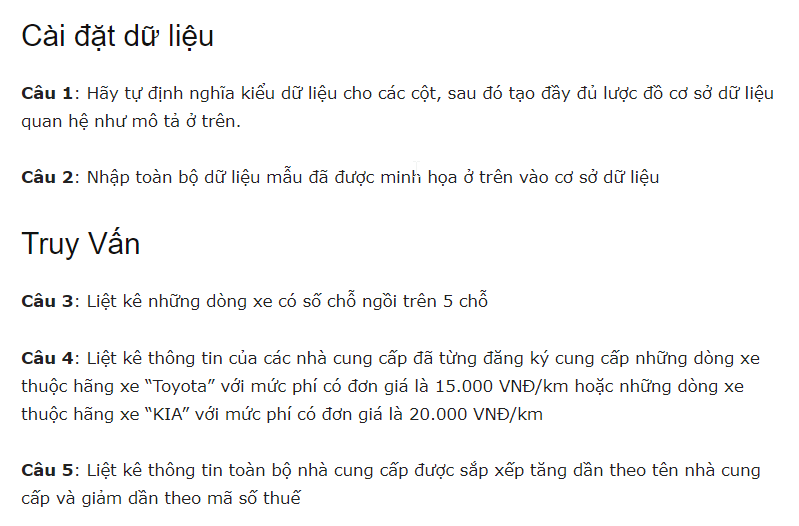 Cài đặt dữ liệu
Câu 1: Hãy tự định nghĩa kiểu dữ liệu cho các cột, sau đó tạo đầy đủ lược đồ cơ sở dữ liệu
quan hệ như mô tả ở trên.
Câu 2: Nhập toàn bộ dữ liệu mẫu đã được minh họa ở trên vào cơ sở dữ liệu
Truy Vấn
Câu 3: Liệt kê những dòng xe có số chỗ ngồi trên 5 chỗ
Câu 4: Liệt kê thông tin của các nhà cung cấp đã từng đăng ký cung cấp những dòng xe
thuộc hãng xe “Toyota” với mức phí có đơn giá là 15.000 VNĐ/km hoặc những dòng xe
thuộc hãng xe “KIA” với mức phí có đơn giá là 20.000 VNĐ/km
Câu 5: Liệt kê thông tin toàn bộ nhà cung cấp được sắp xếp tăng dần theo tên nhà cung
cấp và giảm dần theo mã số thuế